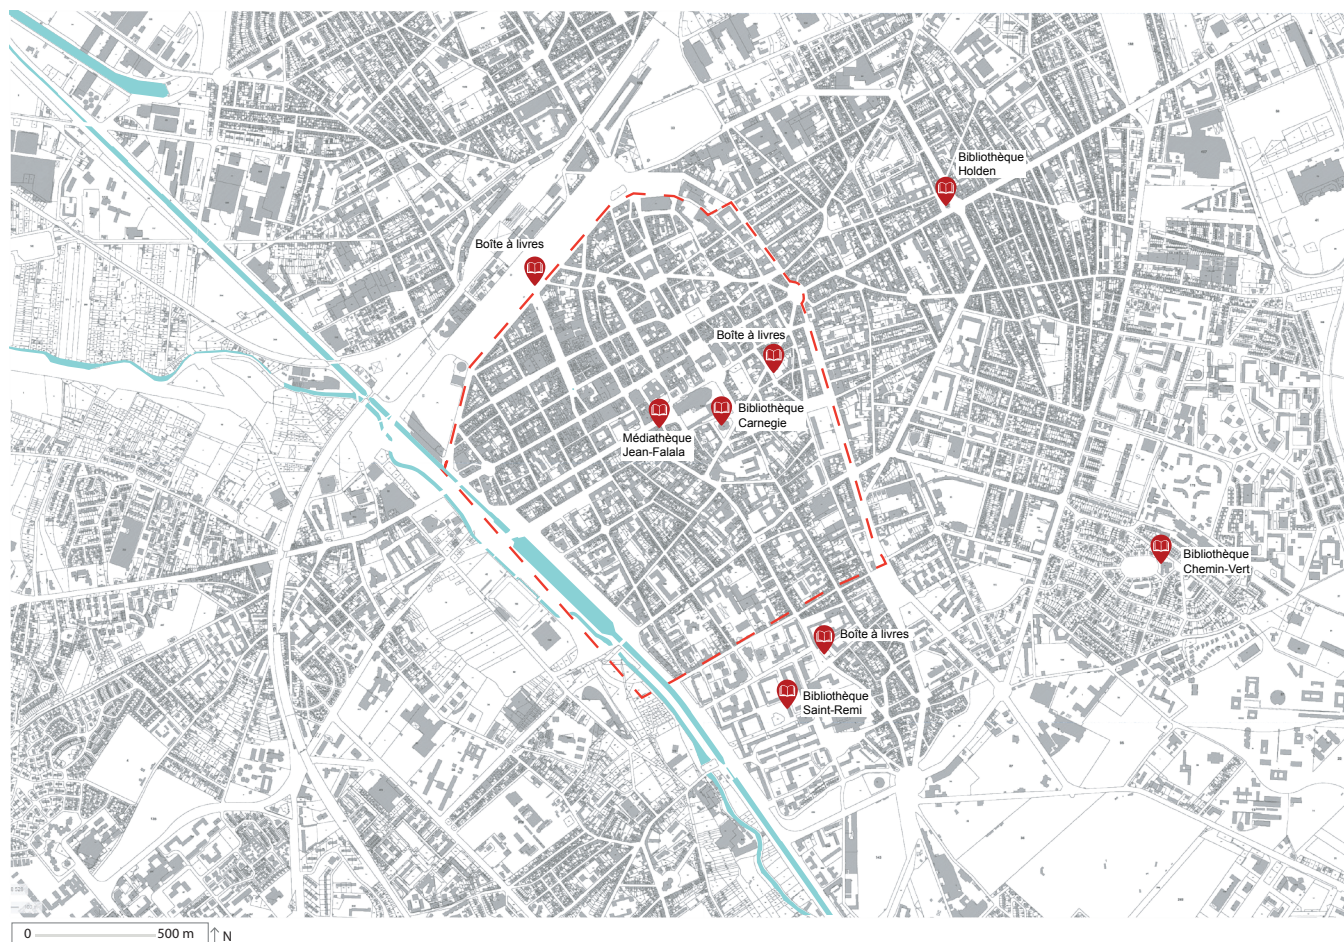 Bibliothèque
Holden
Boîte à livres
Boîte à livres
Bibliothèque
Carnegie
Médiathèque
Jean-Falala
Bibliothèque
Chemin-Vert
Boîte à livres
Bibliothèque
Saint-Remi
0 500 m N